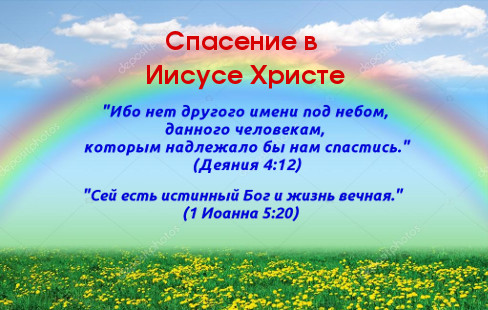 Спасение в
Иисусе Христе
"Ибо нет другого имени под небом,
данного человекам,
которым надлежало бы нам спастись."
(Деяния 4:12)
"Сей есть истинный Бог и жизнь вечная."
(1 Иоанна 5:20)